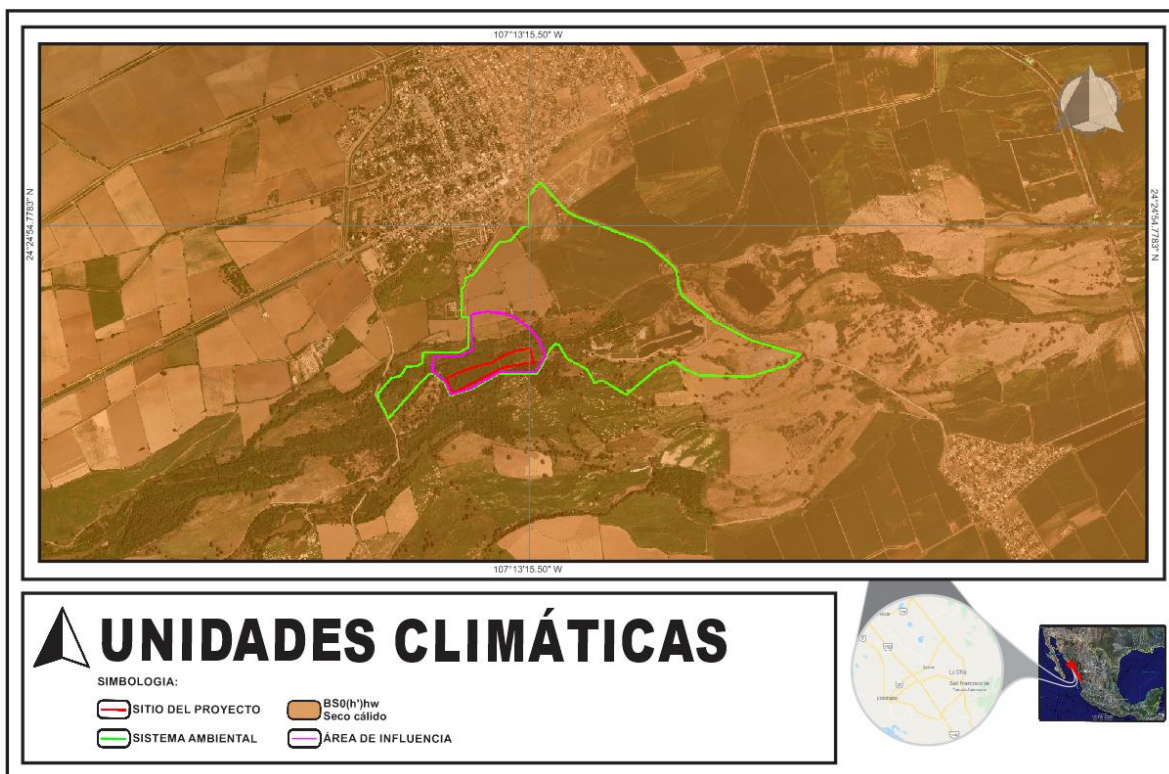 107°13'15.50" W
24°24'54.7783" N
24°24'54.7783" N
107°13'15.50" W
UNIDADES CLIMÁTICAS
SIMBOLOGIA:
SITIO DEL PROYECTO
BS0(h')hw
Seco cálido
SISTEMA AMBIENTAL
ÁREA DE INFLUENCIA
La Cruz